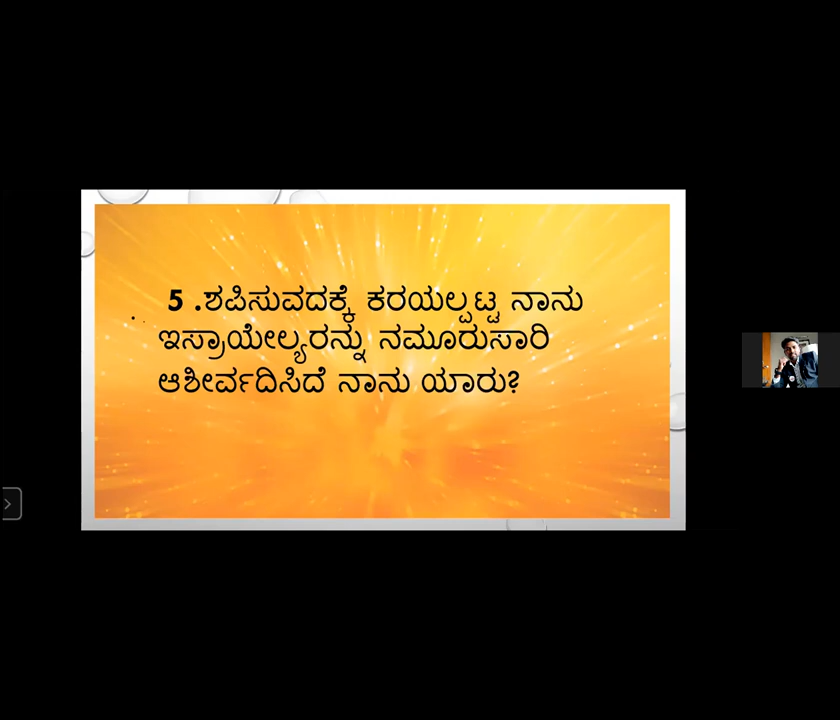 5 .ಶಪಿಸುವದಕ್ಕೆ ಕರಯಲ್ಪಟ್ಟ ನಾನು
ಇಸ್ರಾಯೇಲ್ಯರನ್ನು ನಮೂರುಸಾರಿ
ಆಶೀರ್ವದಿಸಿದೆ ನಾನು ಯಾರು?